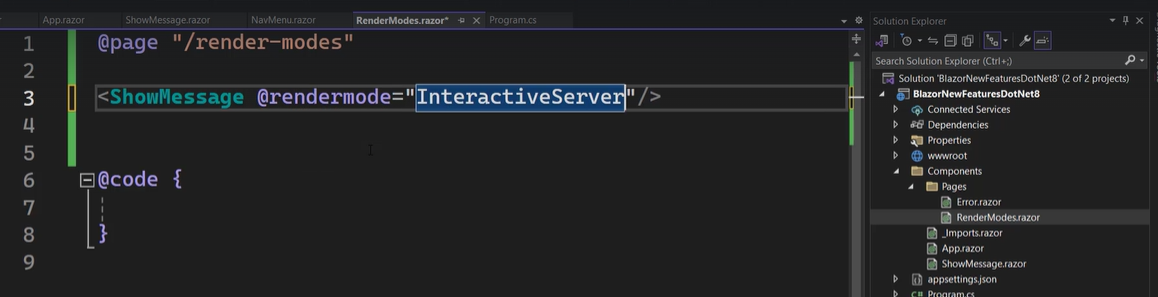 App.razor ShowMessage.razor NavMenu.razor RenderModes.razor* Program.cs
1 @page "/render-modes"
2
3 <ShowMessage @rendermode="InteractiveServer"/>
4
5
6 @code {
7
8 }
9
Solution Explorer
Search Solution Explorer (Ctrl+;)
Solution 'BlazorNewFeaturesDotNet8' (2 of 2 projects)
BlazorNewFeaturesDotNet8
Connected Services
Dependencies
Properties
wwwroot
Components
Pages
Error.razor
RenderModes.razor
_Imports.razor
App.razor
ShowMessage.razor
appsettings.json
C# Program.cs